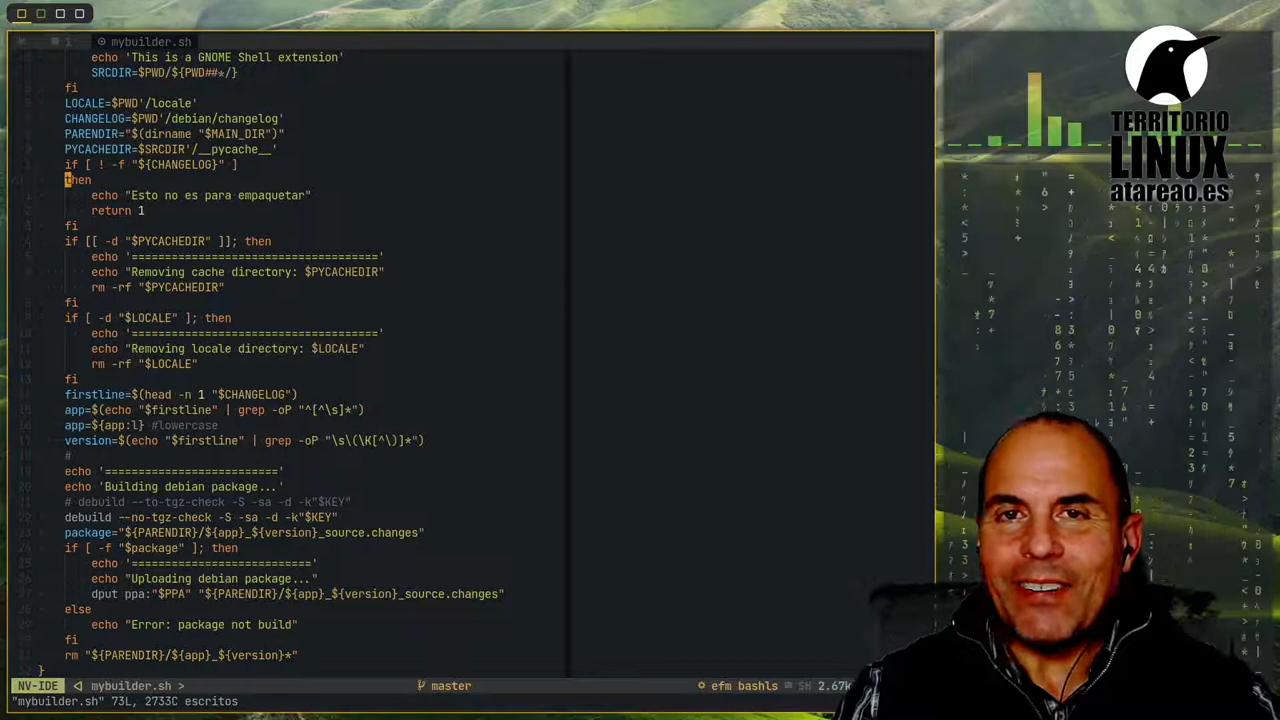 mybuilder.sh
echo 'This is a GNOME Shell extension'
SRCDIR=$PWD/${PWD##*/}
fi
LOCALE=$PWD'/locale'
CHANGELOG=$PWD'/debian/changelog'
PARENDIR="$(dirname "$MAIN_DIR")"
PYCACHEDIR=$SRCDIR'/__pycache__'
if [ ! -f "${CHANGELOG}" ]
then
echo "Esto no es para empaquetar"
return 1
fi
if [[ -d "$PYCACHEDIR" ]]; then
echo '====================================='
echo "Removing cache directory: $PYCACHEDIR"
rm -rf "$PYCACHEDIR"
fi
if [ -d "$LOCALE" ]; then
echo '====================================='
echo "Removing locale directory: $LOCALE"
rm -rf "$LOCALE"
fi
firstline=$(head -n 1 "$CHANGELOG")
app=$(echo "$firstline" | grep -oP "^[^\s]*")
app=${app:l} #lowercase
version=$(echo "$firstline" | grep -oP "\s\(\K[^\)]*")
#
echo '=========================='
echo 'Building debian package...'
# debuild --to-tgz-check -S -sa -d -k"$KEY"
debuild --no-tgz-check -S -sa -d -k"$KEY"
package="${PARENDIR}/${app}_${version}_source.changes"
if [ -f "$package" ]; then
echo '==========================='
echo "Uploading debian package..."
dput ppa:"$PPA" "${PARENDIR}/${app}_${version}_source.changes"
else
echo "Error: package not build"
fi
rm "${PARENDIR}/${app}_${version}*"
}
NV-IDE mybuilder.sh > master efm bashls SH 2.67k
"mybuilder.sh" 73L, 2733C escritos
TERRITORIO
LINUX
atareao.es